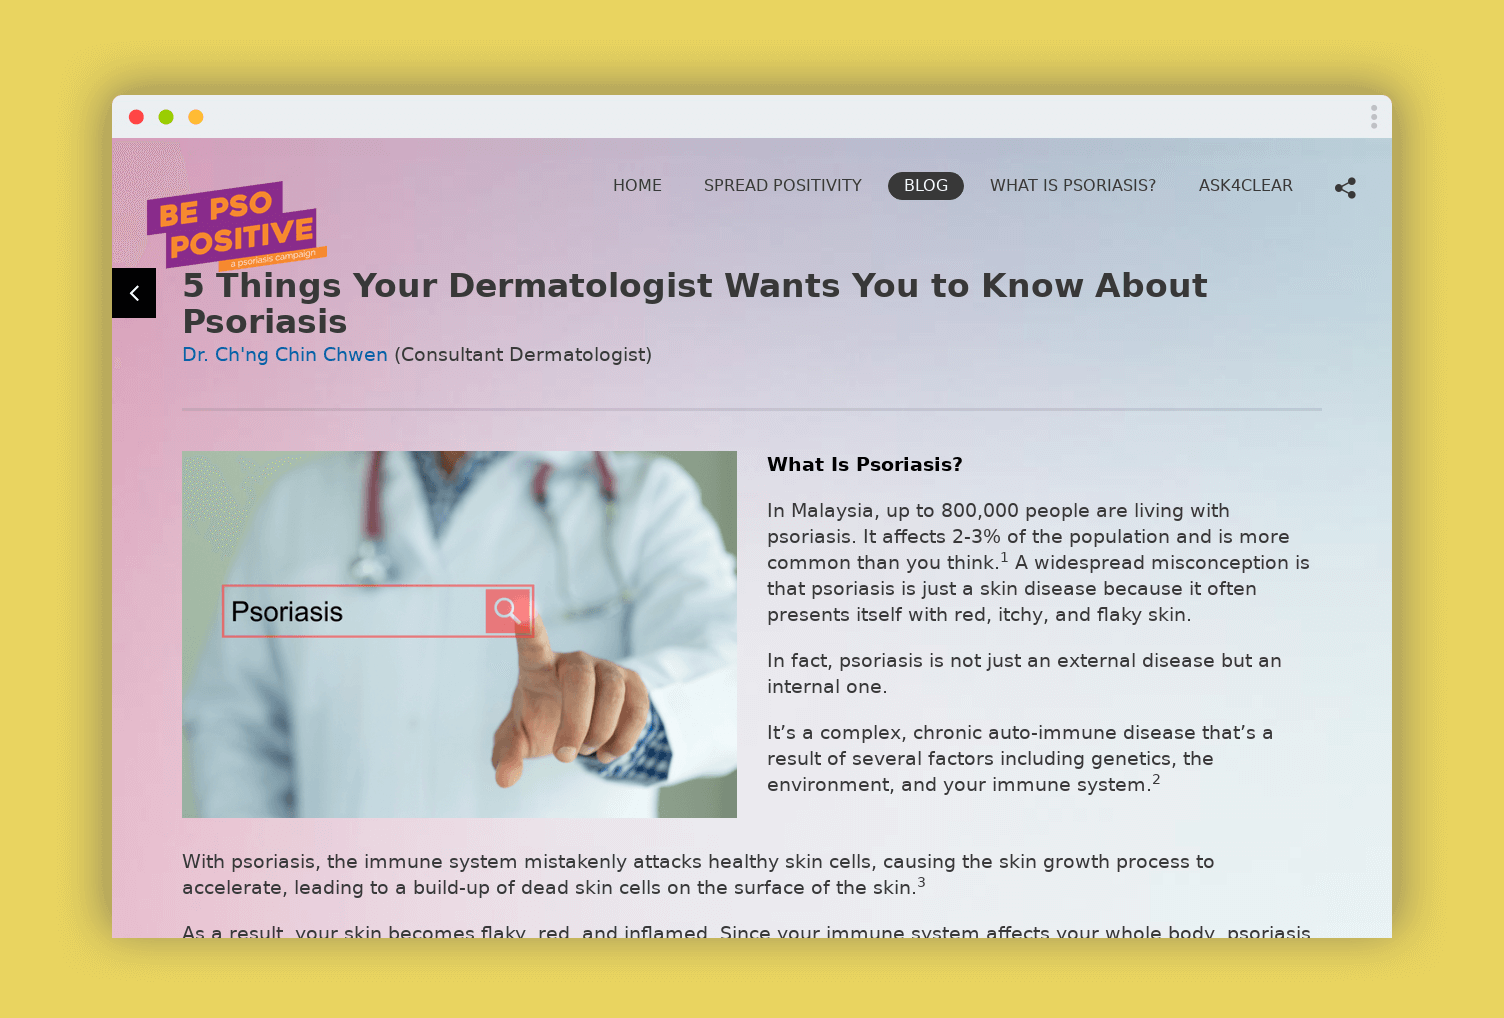 HOME SPREAD POSITIVITY BLOG WHAT IS PSORIASIS? ASK4CLEAR
BE PSO
POSITIVE
a psoriasis campaign
5 Things Your Dermatologist Wants You to Know About
Psoriasis
Dr. Ch'ng Chin Chwen (Consultant Dermatologist)
Psoriasis
What Is Psoriasis?
In Malaysia, up to 800,000 people are living with
psoriasis. It affects 2-3% of the population and is more
common than you think.1 A widespread misconception is
that psoriasis is just a skin disease because it often
presents itself with red, itchy, and flaky skin.
In fact, psoriasis is not just an external disease but an
internal one.
It’s a complex, chronic auto-immune disease that’s a
result of several factors including genetics, the
environment, and your immune system.2
With psoriasis, the immune system mistakenly attacks healthy skin cells, causing the skin growth process to
accelerate, leading to a build-up of dead skin cells on the surface of the skin.3
As a result, your skin becomes flaky, red, and inflamed. Since your immune system affects your whole body, psoriasis